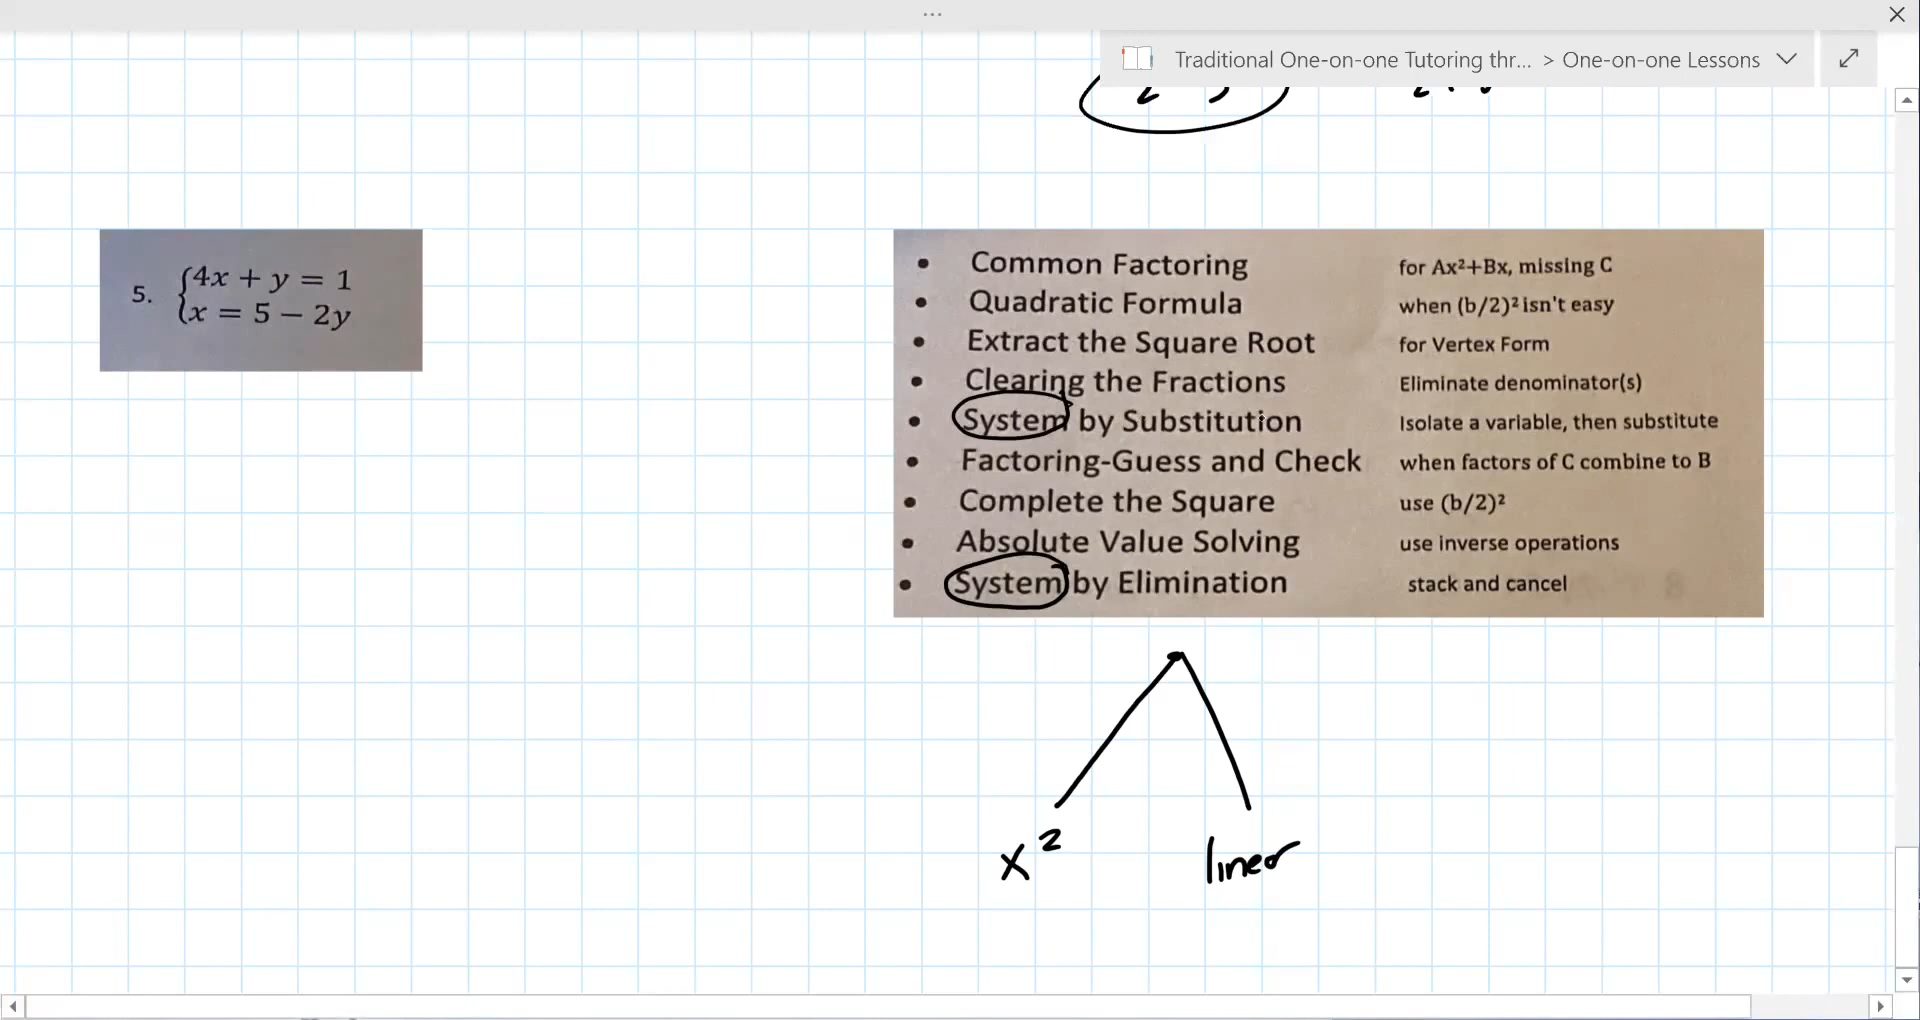 ...
Traditional One-on-one Tutoring thr... > One-on-one Lessons
5. {4x + y = 1
x = 5 − 2y
• Common Factoring for Ax²+Bx, missing C
• Quadratic Formula when (b/2)² isn't easy
• Extract the Square Root for Vertex Form
• Clearing the Fractions Eliminate denominator(s)
• System by Substitution Isolate a variable, then substitute
• Factoring-Guess and Check when factors of C combine to B
• Complete the Square use (b/2)²
• Absolute Value Solving use inverse operations
• System by Elimination stack and cancel
x² linear